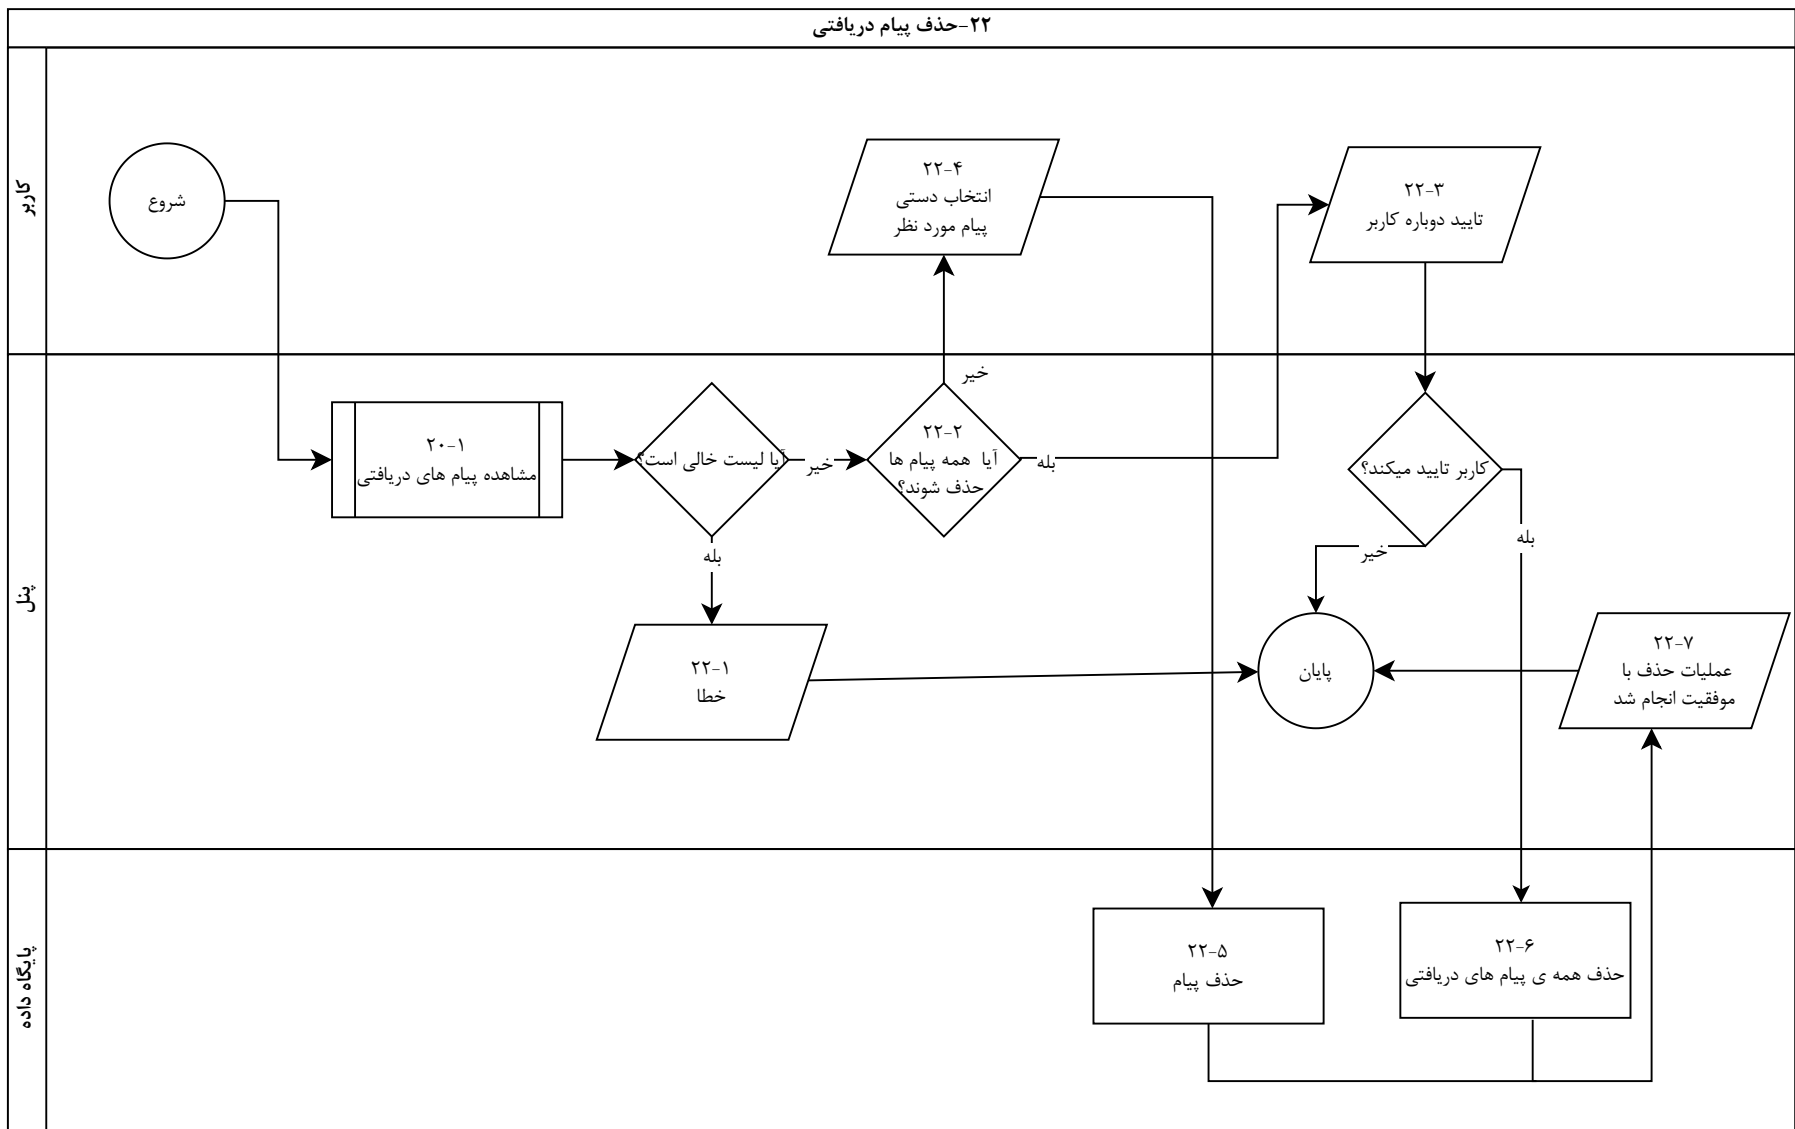 ۲۲-حذف پیام دریافتی
کاربر
شروع
۲۲-۴
انتخاب دستی
پیام مورد نظر
۲۲-۳
تایید دوباره کاربر
پنل
۲۰-۱
مشاهده پیام های دریافتی
آیا لیست خالی است؟
خیر
بله
۲۲-۲
آیا همه پیام ها
حذف شوند؟
خیر
بله
کاربر تایید میکند؟
خیر
بله
۲۲-۱
خطا
پایان
۲۲-۷
عملیات حذف با
موفقیت انجام شد
پایگاه داده
۲۲-۵
حذف پیام
۲۲-۶
حذف همه ی پیام های دریافتی